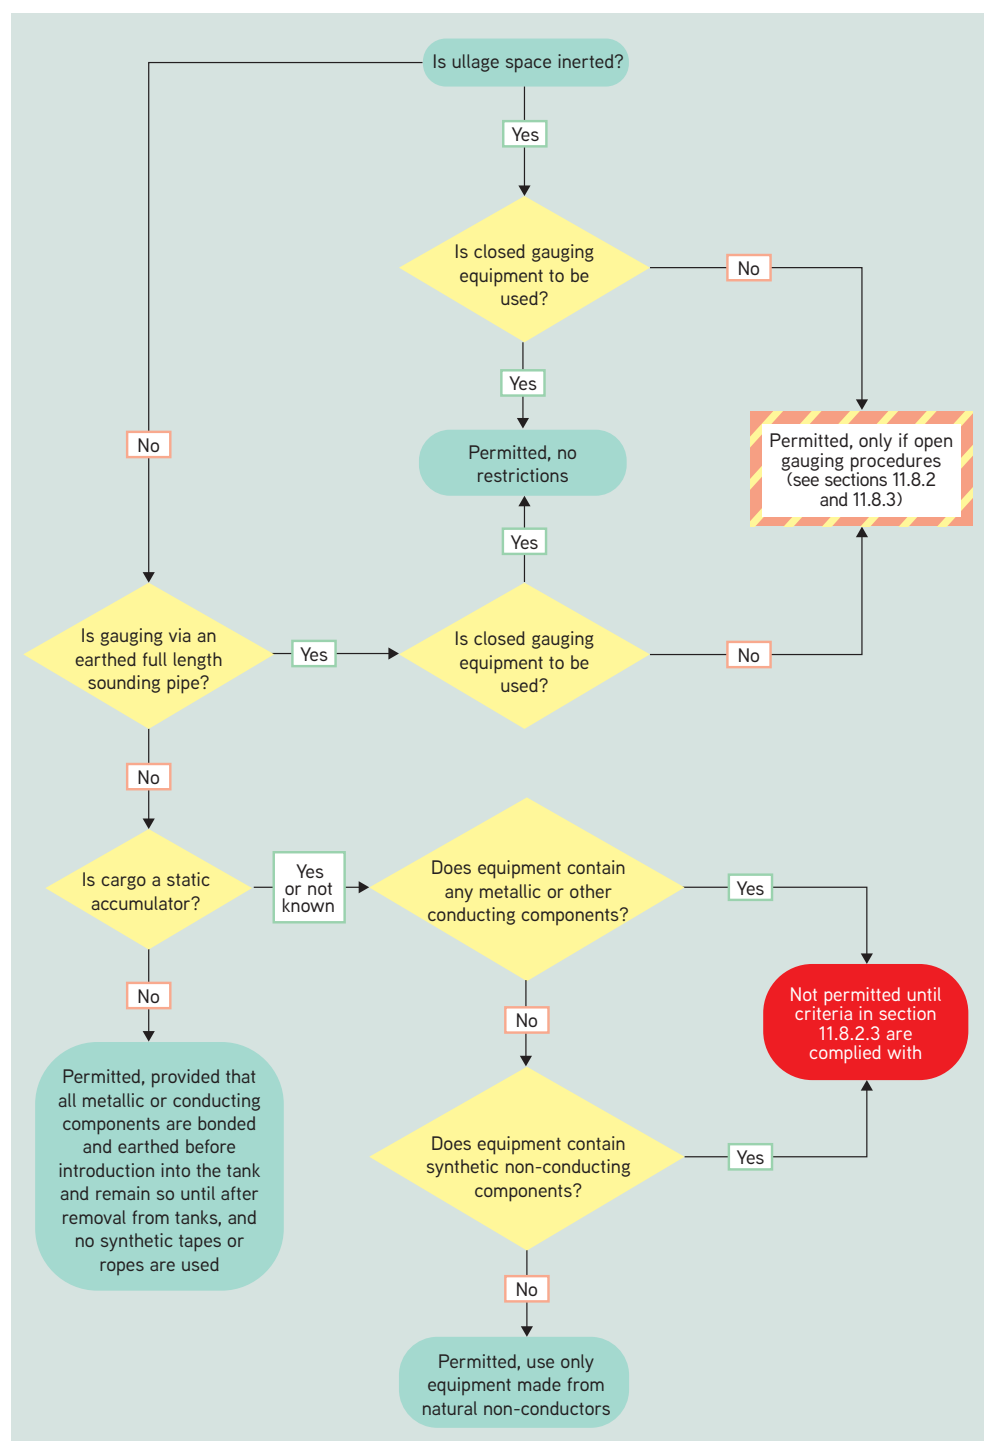 Is ullage space inerted?
Yes
Is closed gauging
equipment to be
used?
No
Yes
No
Permitted, no
restrictions
Permitted, only if open
gauging procedures
(see sections 11.8.2
and 11.8.3)
Yes
Is gauging via an
earthed full length
sounding pipe?
Yes
Is closed gauging
equipment to be
used?
No
No
Is cargo a static
accumulator?
Yes
or not
known
Does equipment contain
any metallic or other
conducting components?
Yes
No
No
Not permitted until
criteria in section
11.8.2.3 are
complied with
Permitted, provided that
all metallic or conducting
components are bonded
and earthed before
introduction into the tank
and remain so until after
removal from tanks, and
no synthetic tapes or
ropes are used
Does equipment contain
synthetic non-conducting
components?
Yes
No
Permitted, use only
equipment made from
natural non-conductors